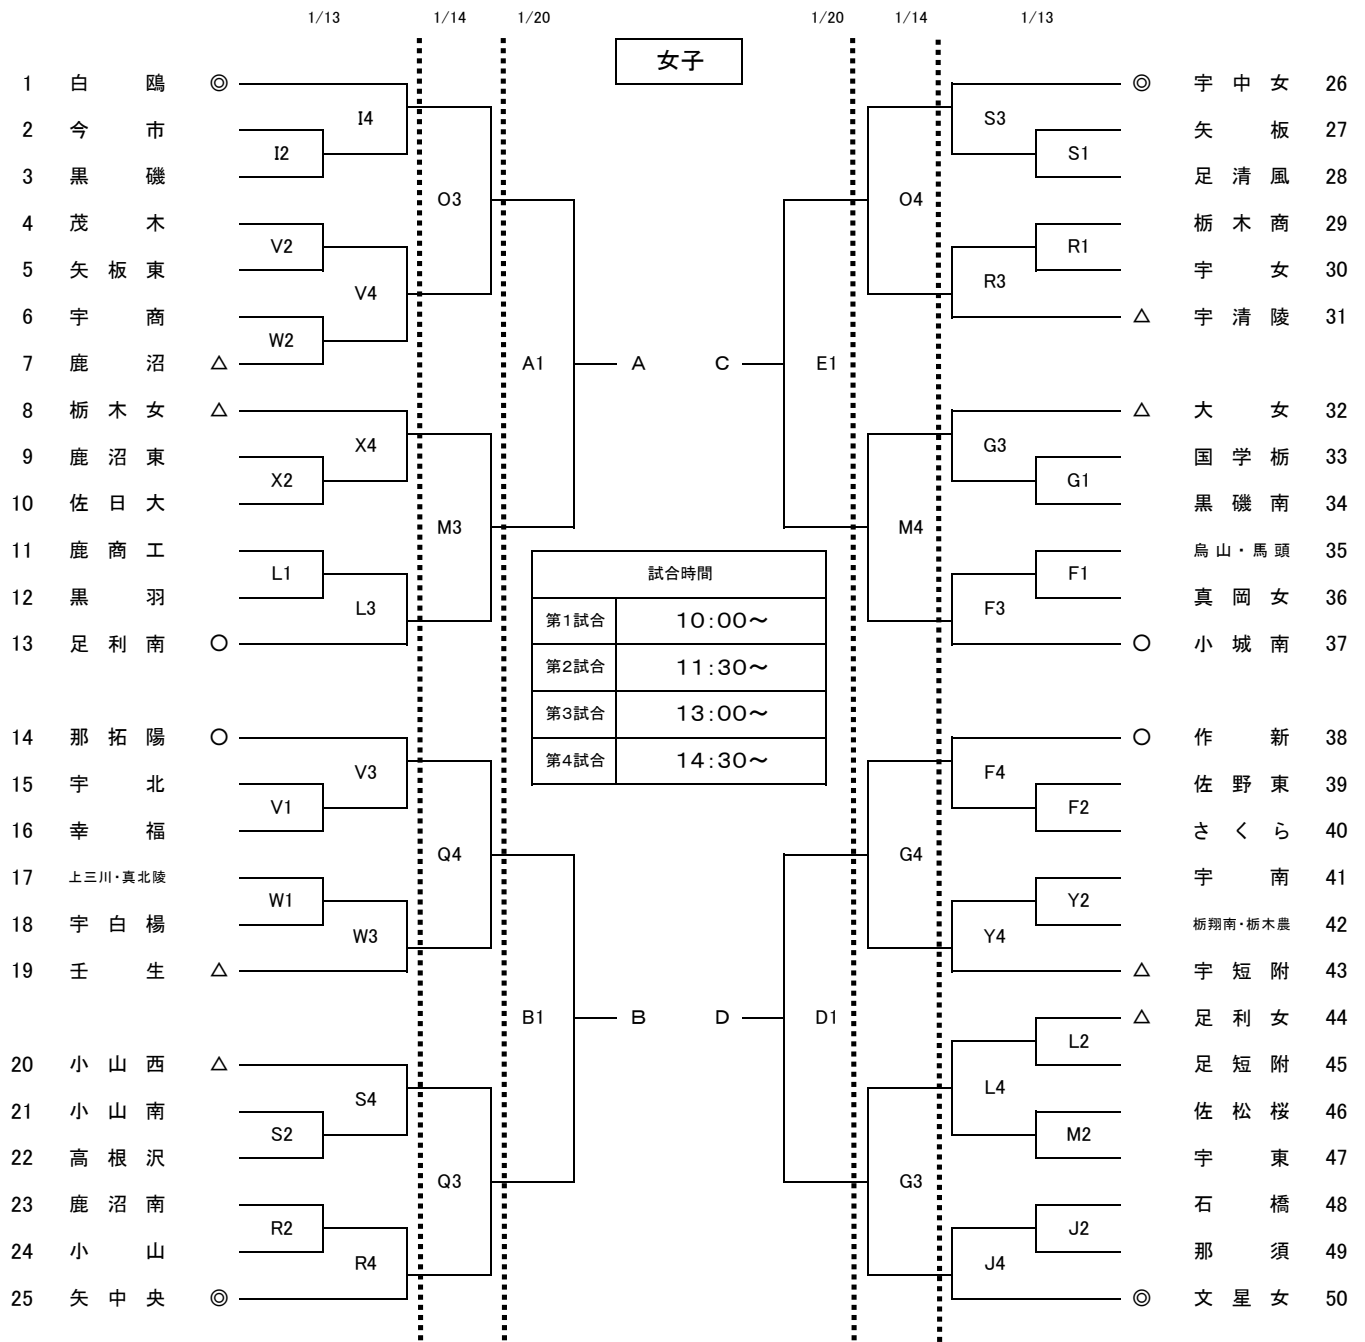 1/13 1/14 1/20 1/20 1/14 1/13
女子
1 白鴎 ◎ ◎ 宇中女 26
I4 S3
2 今市 矢板 27
I2 S1
3 黒磯 足清風 28
O3 O4
4 茂木 栃木商 29
V2 R1
5 矢板東 宇女 30
V4 R3
6 宇商 △ 宇清陵 31
W2
7 鹿沼 △ A1 A C E1
8 栃木女 △ △ 大女 32
X4 G3
9 鹿沼東 国学栃 33
X2 G1
10 佐日大 黒磯南 34
M3 M4
11 鹿商工 烏山・馬頭 35
L1 試合時間 F1
12 黒羽 真岡女 36
L3 第1試合 10:00~ F3
13 足利南 ○ ○ 小城南 37
第2試合 11:30~
第3試合 13:00~
14 那拓陽 ○ ○ 作新 38
第4試合 14:30~
V3 F4
15 宇北 佐野東 39
V1 F2
16 幸福 さくら 40
Q4 G4
17 上三川・真北陵 宇南 41
W1 Y2
18 宇白楊 栃翔南・栃木農 42
W3 Y4
19 壬生 △ △ 宇短附 43
B1 B D D1
△ 足利女 44
L2
20 小山西 △ 足短附 45
S4 L4
21 小山南 佐松桜 46
S2 M2
22 高根沢 宇東 47
Q3 G3
23 鹿沼南 石橋 48
R2 J2
24 小山 那須 49
R4 J4
25 矢中央 ◎ ◎ 文星女 50